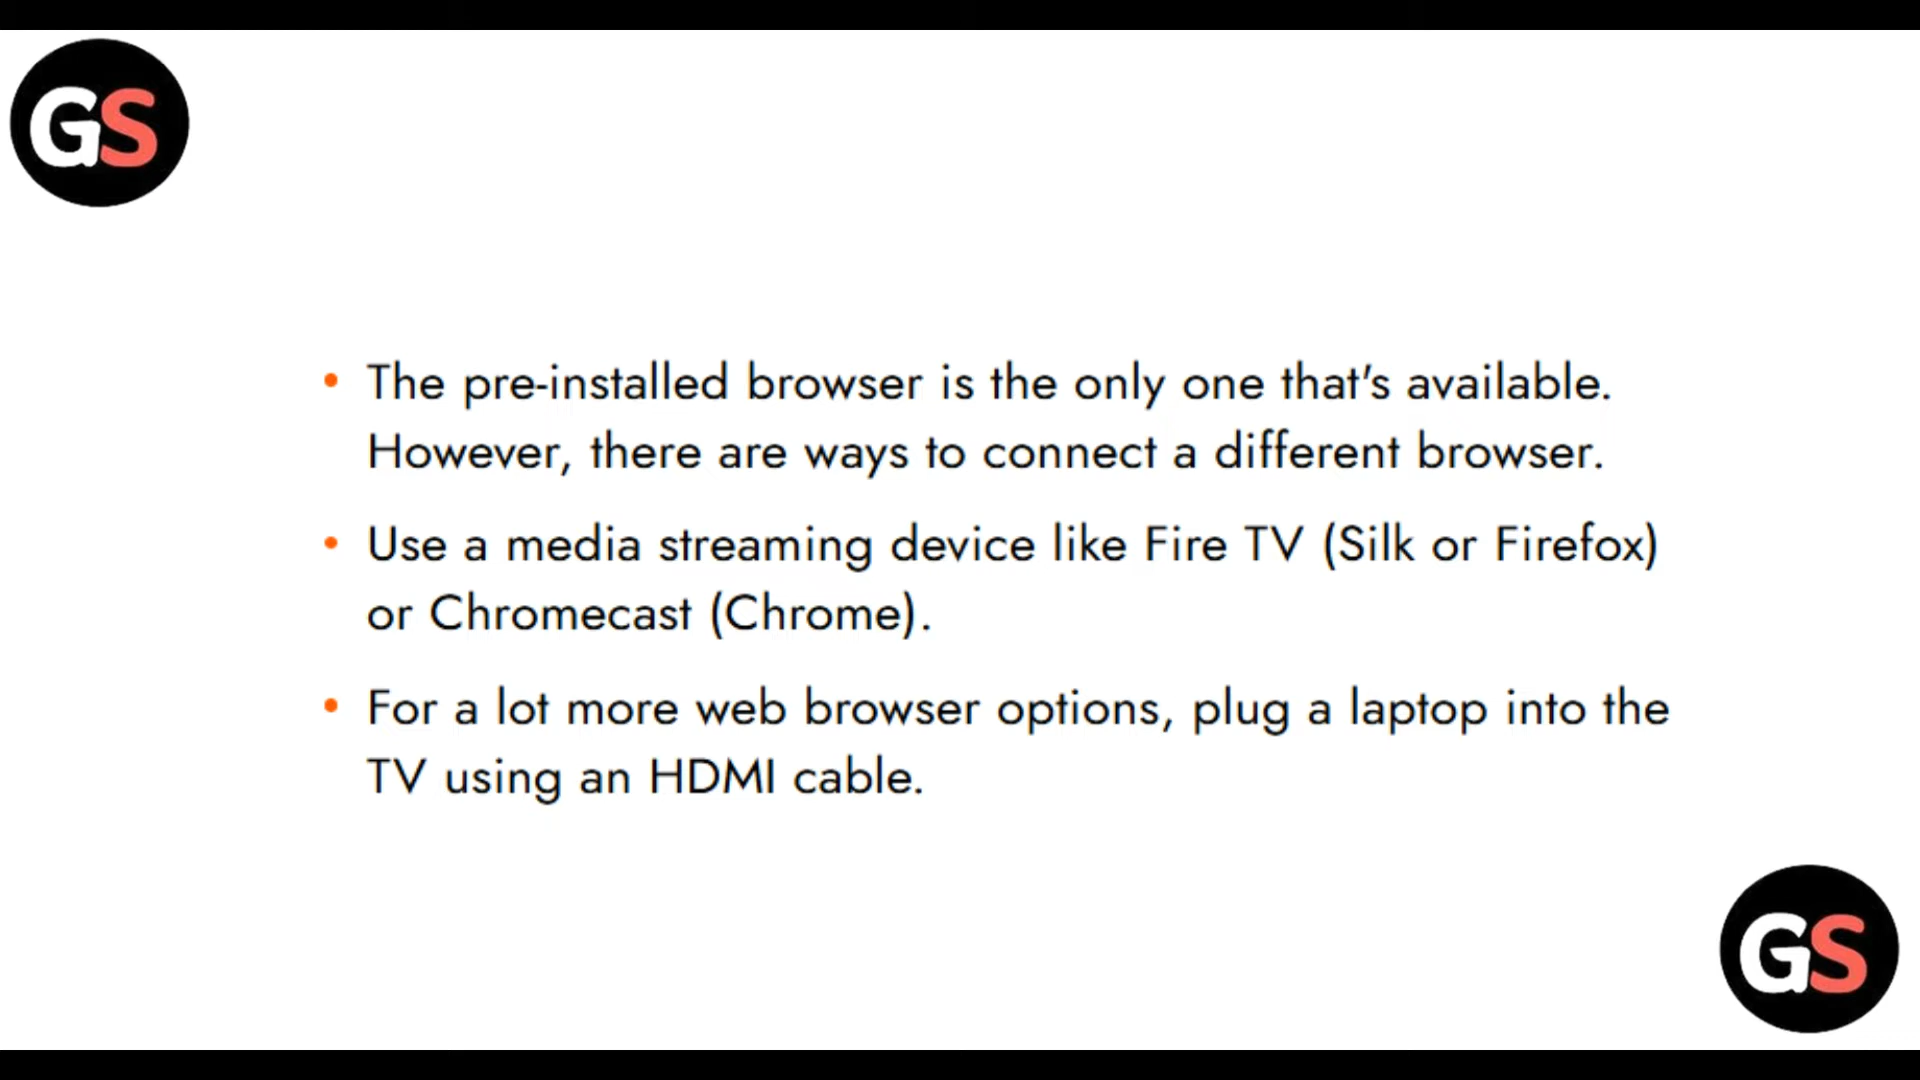 GS
• The pre-installed browser is the only one that's available.
However, there are ways to connect a different browser.
• Use a media streaming device like Fire TV (Silk or Firefox)
or Chromecast (Chrome).
• For a lot more web browser options, plug a laptop into the
TV using an HDMI cable.
GS